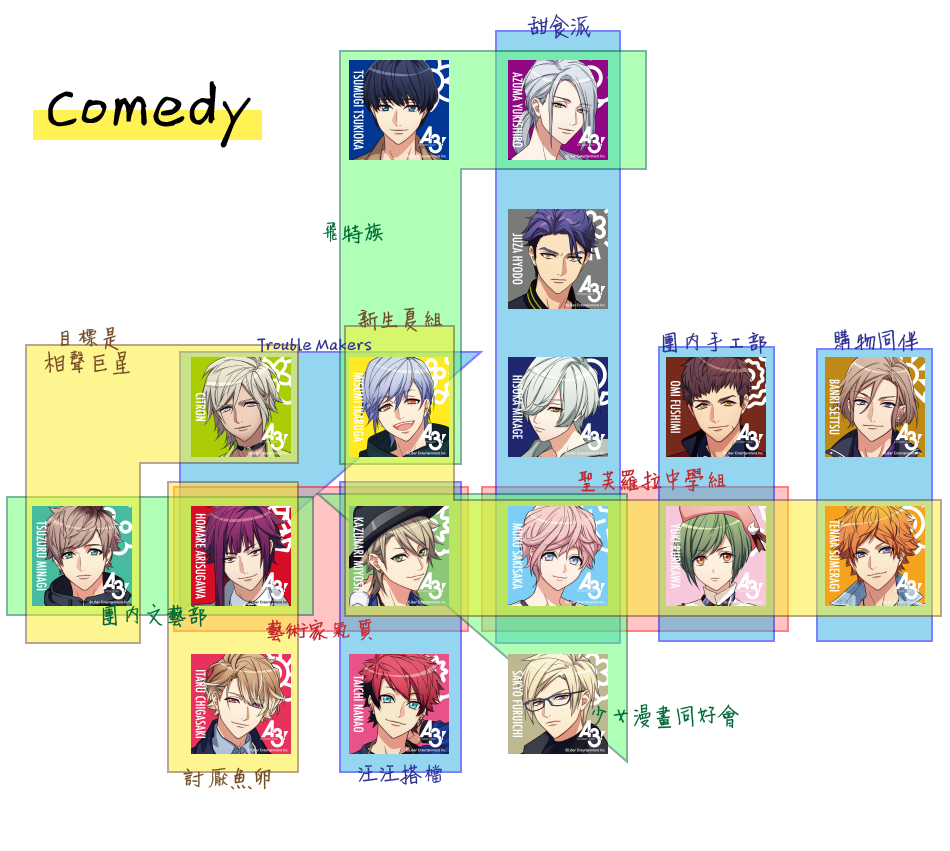 甜食派
Comedy
TSUMUGI TSUKIOKA
AZUMA YUKISHIRO
飛特族
JUZA HYODO
新生夏組
目標是
相聲巨星
Trouble Makers
團內手工部
購物同伴
CITRON
MISUMI IKARUGA
HISOKA MIKAGE
OMI FUSHIMI
BANRI SETTSU
聖芙羅拉中學組
TSUZURU MINAGI
HOMARE ARISUGAWA
KAZUNARI MIYOSHI
MUKU SAKISAKA
YUKI RURIKAWA
TENMA SUMERAGI
團內文藝部
藝術家氣質
ITARU CHIGASAKI
TAICHI NANAO
SAKYO FURUICHI
少女漫畫同好會
討厭魚卵
汪汪搭檔